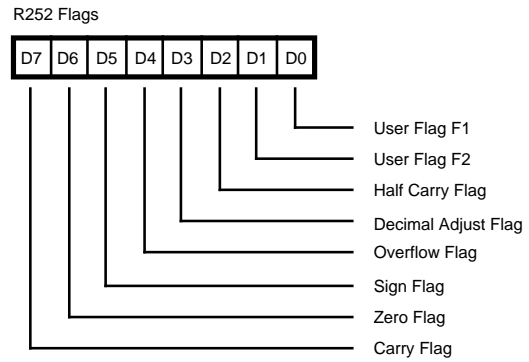 R252 Flags
D7 D6 D5 D4 D3 D2 D1 D0
User Flag F1
User Flag F2
Half Carry Flag
Decimal Adjust Flag
Overflow Flag
Sign Flag
Zero Flag
Carry Flag